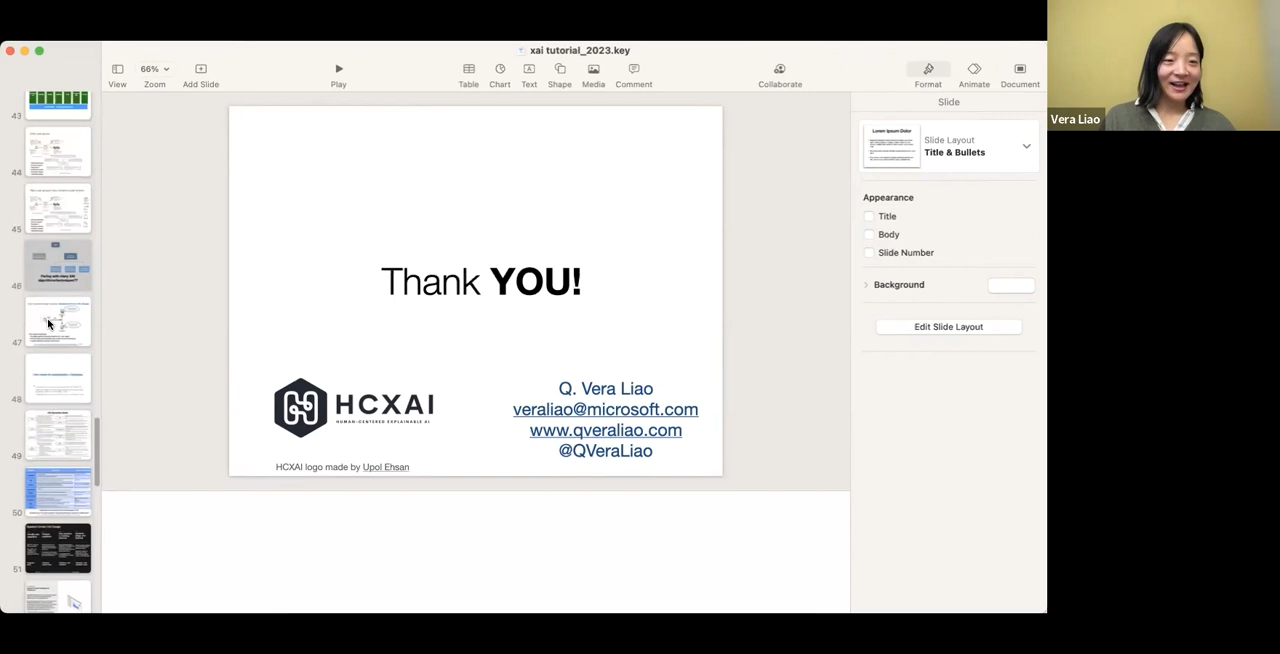 xai tutorial_2023.key
66%
View
Zoom
Add Slide
Play
Table
Chart
Text
Shape
Media
Comment
Collaborate
Format
Animate
Document
Vera Liao
43
44
45
46
47
48
49
50
51
Thank YOU!
HCXAI
HUMAN-CENTERED EXPLAINABLE AI
HCXAI logo made by Upol Ehsan
Q. Vera Liao
veraliao@microsoft.com
www.qveraliao.com
@QVeraLiao
Slide
Lorem Ipsum Dolor
Slide Layout
Title & Bullets
Appearance
Title
Body
Slide Number
Background
Edit Slide Layout